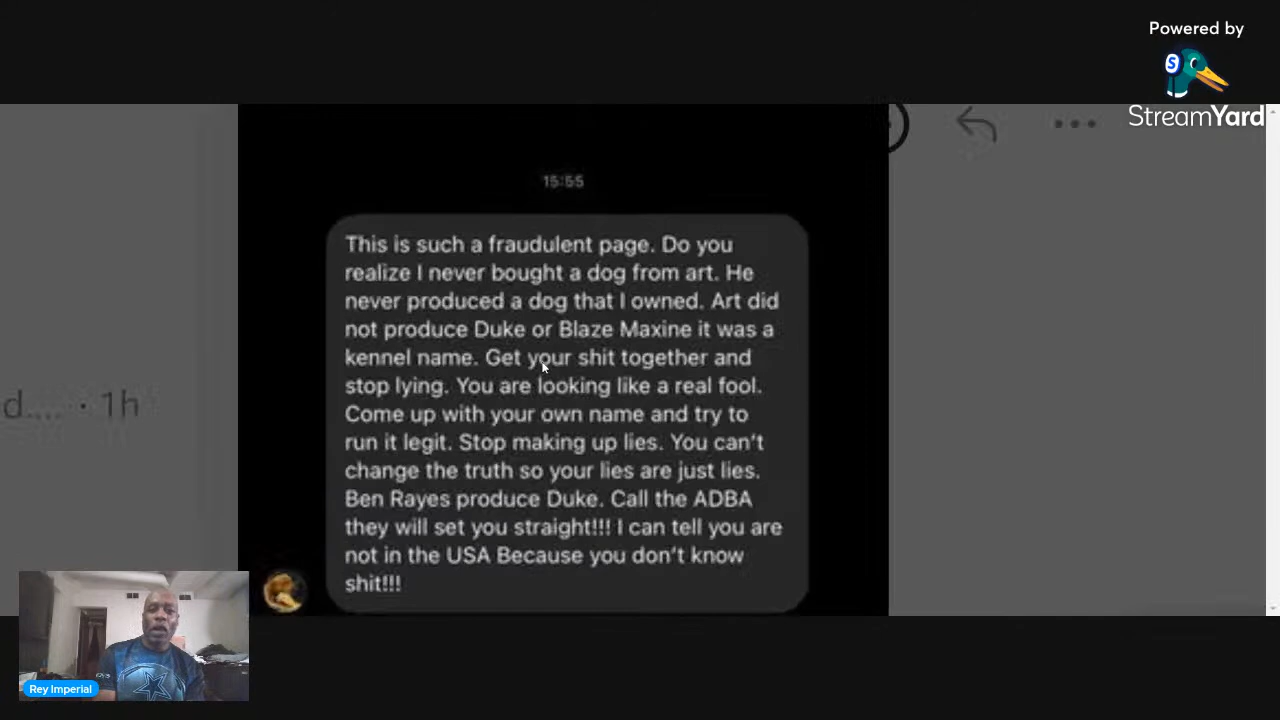 Powered by
StreamYard
15:55
This is such a fraudulent page. Do you
realize I never bought a dog from art. He
never produced a dog that I owned. Art did
not produce Duke or Blaze Maxine it was a
kennel name. Get your shit together and
stop lying. You are looking like a real fool.
Come up with your own name and try to
run it legit. Stop making up lies. You can't
change the truth so your lies are just lies.
Ben Rayes produce Duke. Call the ADBA
they will set you straight!!! I can tell you are
not in the USA Because you don't know
shit!!!
d.... · 1h
Rey Imperial